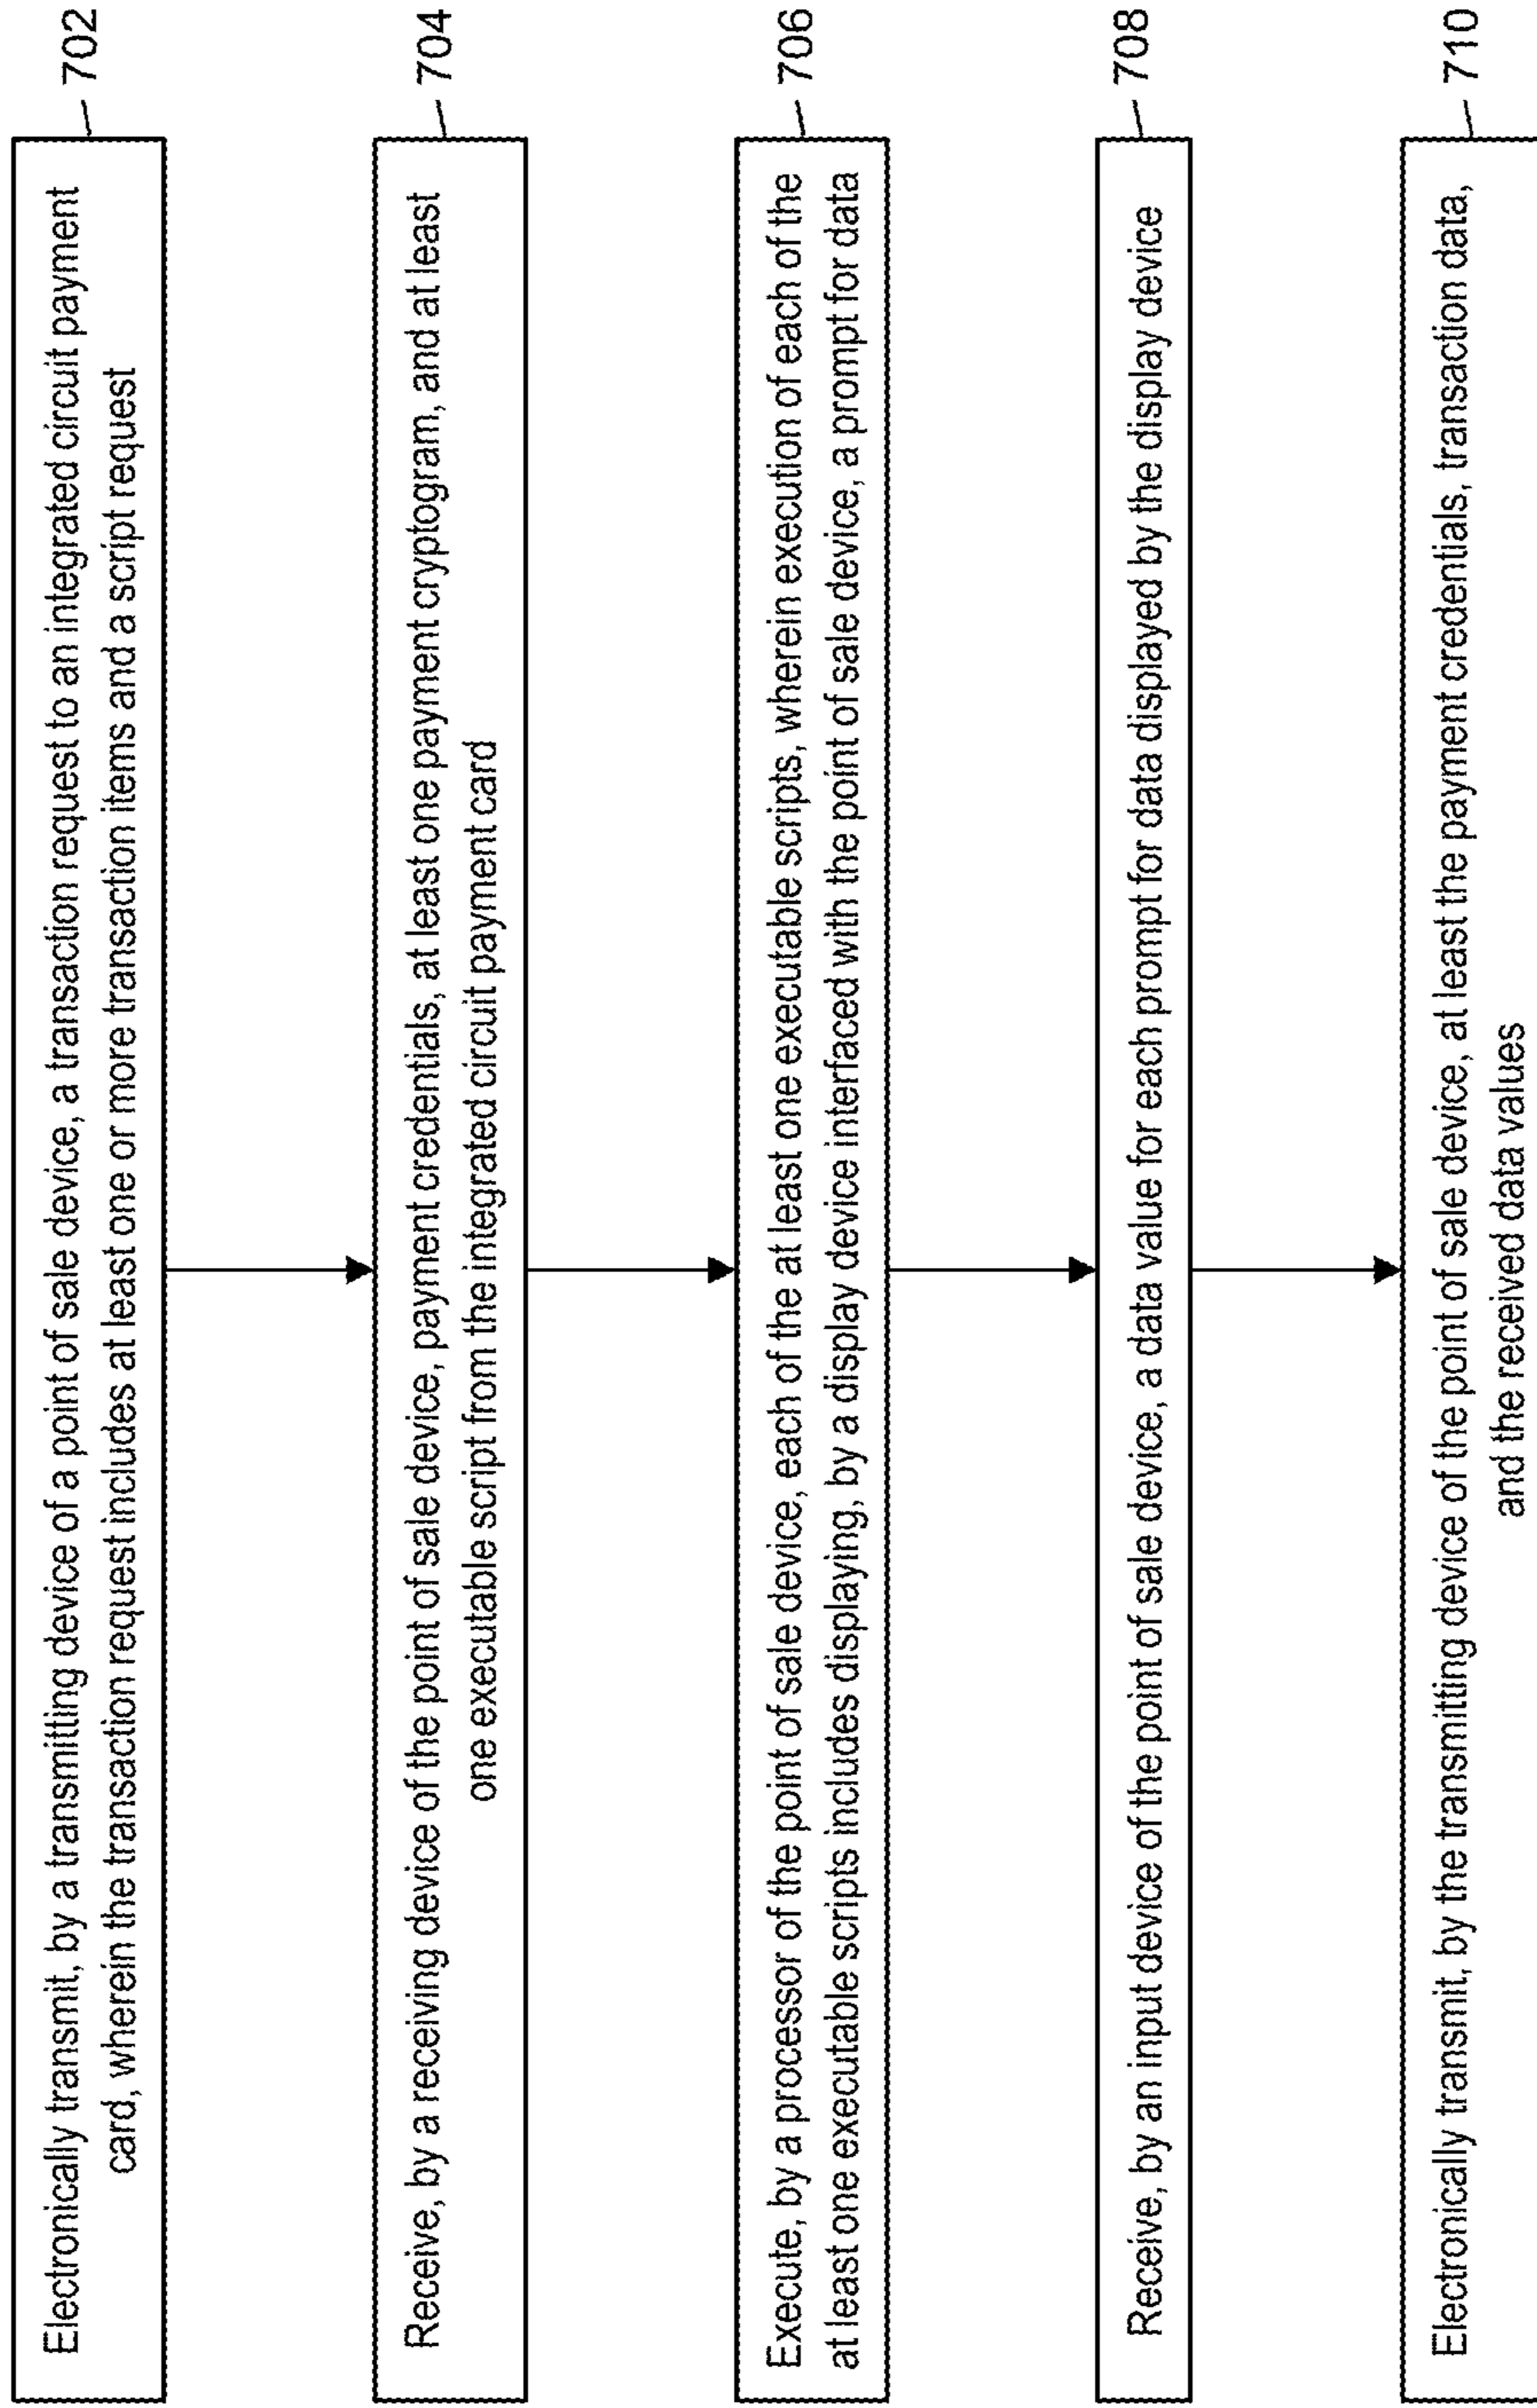 Electronically transmit, by a transmitting device of a point of sale device, a transaction request to an integrated circuit payment
card, wherein the transaction request includes at least one or more transaction items and a script request
702
Receive, by a receiving device of the point of sale device, payment credentials, at least one payment cryptogram, and at least
one executable script from the integrated circuit payment card
704
Execute, by a processor of the point of sale device, each of the at least one executable scripts, wherein execution of each of the
at least one executable scripts includes displaying, by a display device interfaced with the point of sale device, a prompt for data
706
Receive, by an input device of the point of sale device, a data value for each prompt for data displayed by the display device
708
Electronically transmit, by the transmitting device of the point of sale device, at least the payment credentials, transaction data,
and the received data values
710